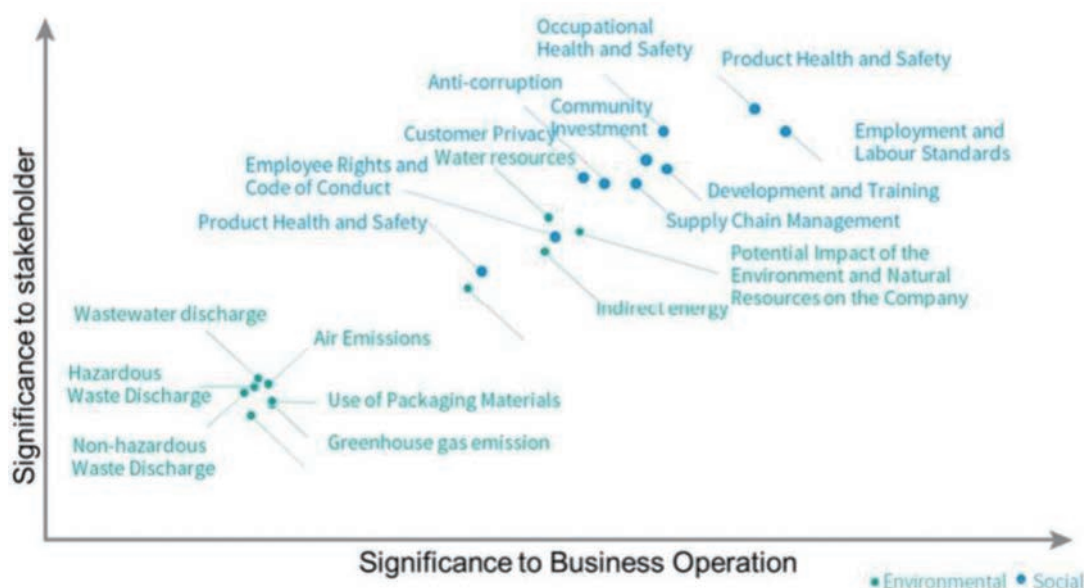 Occupational
Health and Safety
Product Health and Safety
Anti-corruption
Community
Investment
Customer Privacy
Employment and
Labour Standards
Water resources
Employee Rights and
Code of Conduct
Development and Training
Product Health and Safety
Supply Chain Management
Potential Impact of the
Environment and Natural
Resources on the Company
Indirect energy
Wastewater discharge
Air Emissions
Hazardous
Waste Discharge
Use of Packaging Materials
Non-hazardous
Waste Discharge
Greenhouse gas emission
Significance to stakeholder
Significance to Business Operation
Environmental
Social